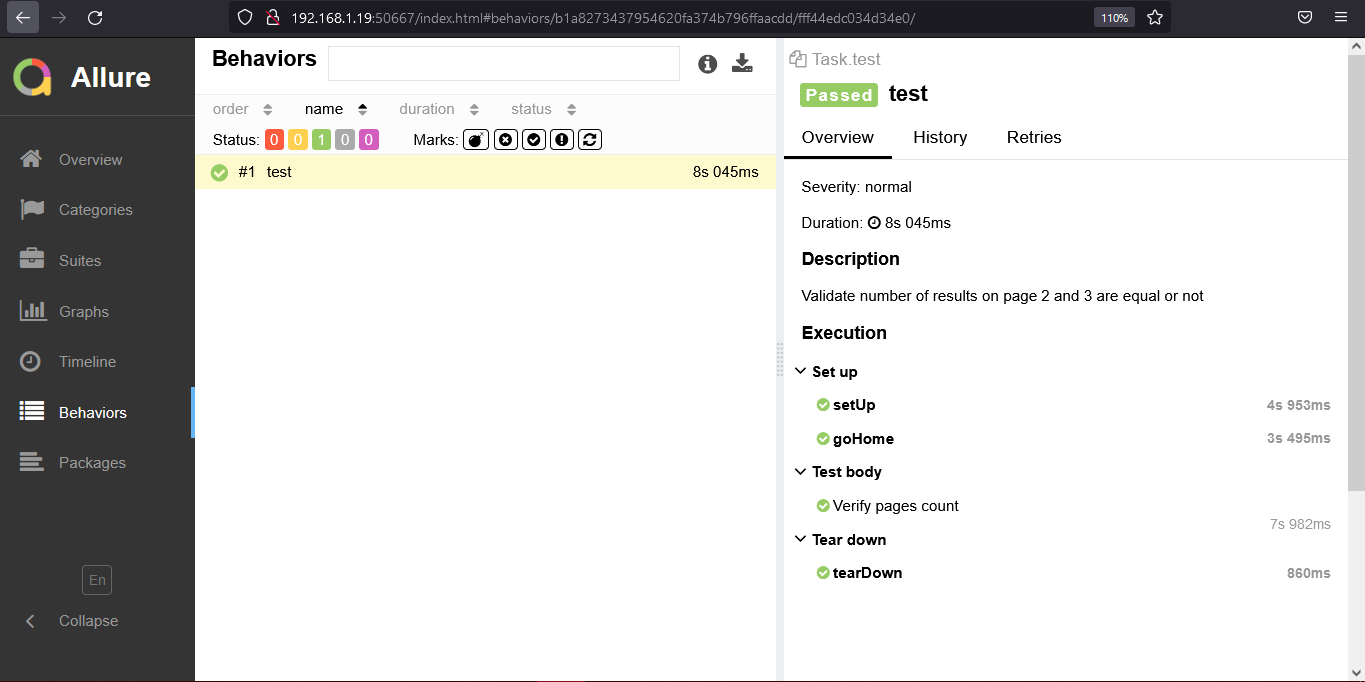 192.168.1.19:50667/index.html#behaviors/b1a8273437954620fa374b796ffaacdd/fff44edc034d34e0/
110%
Allure
Overview
Categories
Suites
Graphs
Timeline
Behaviors
Packages
En
Collapse
Behaviors
order name duration status
Status: 0 0 1 0 0 Marks:
#1 test 8s 045ms
Task.test
Passed test
Overview History Retries
Severity: normal
Duration: 8s 045ms
Description
Validate number of results on page 2 and 3 are equal or not
Execution
Set up
setUp 4s 953ms
goHome 3s 495ms
Test body
Verify pages count
7s 982ms
Tear down
tearDown 860ms